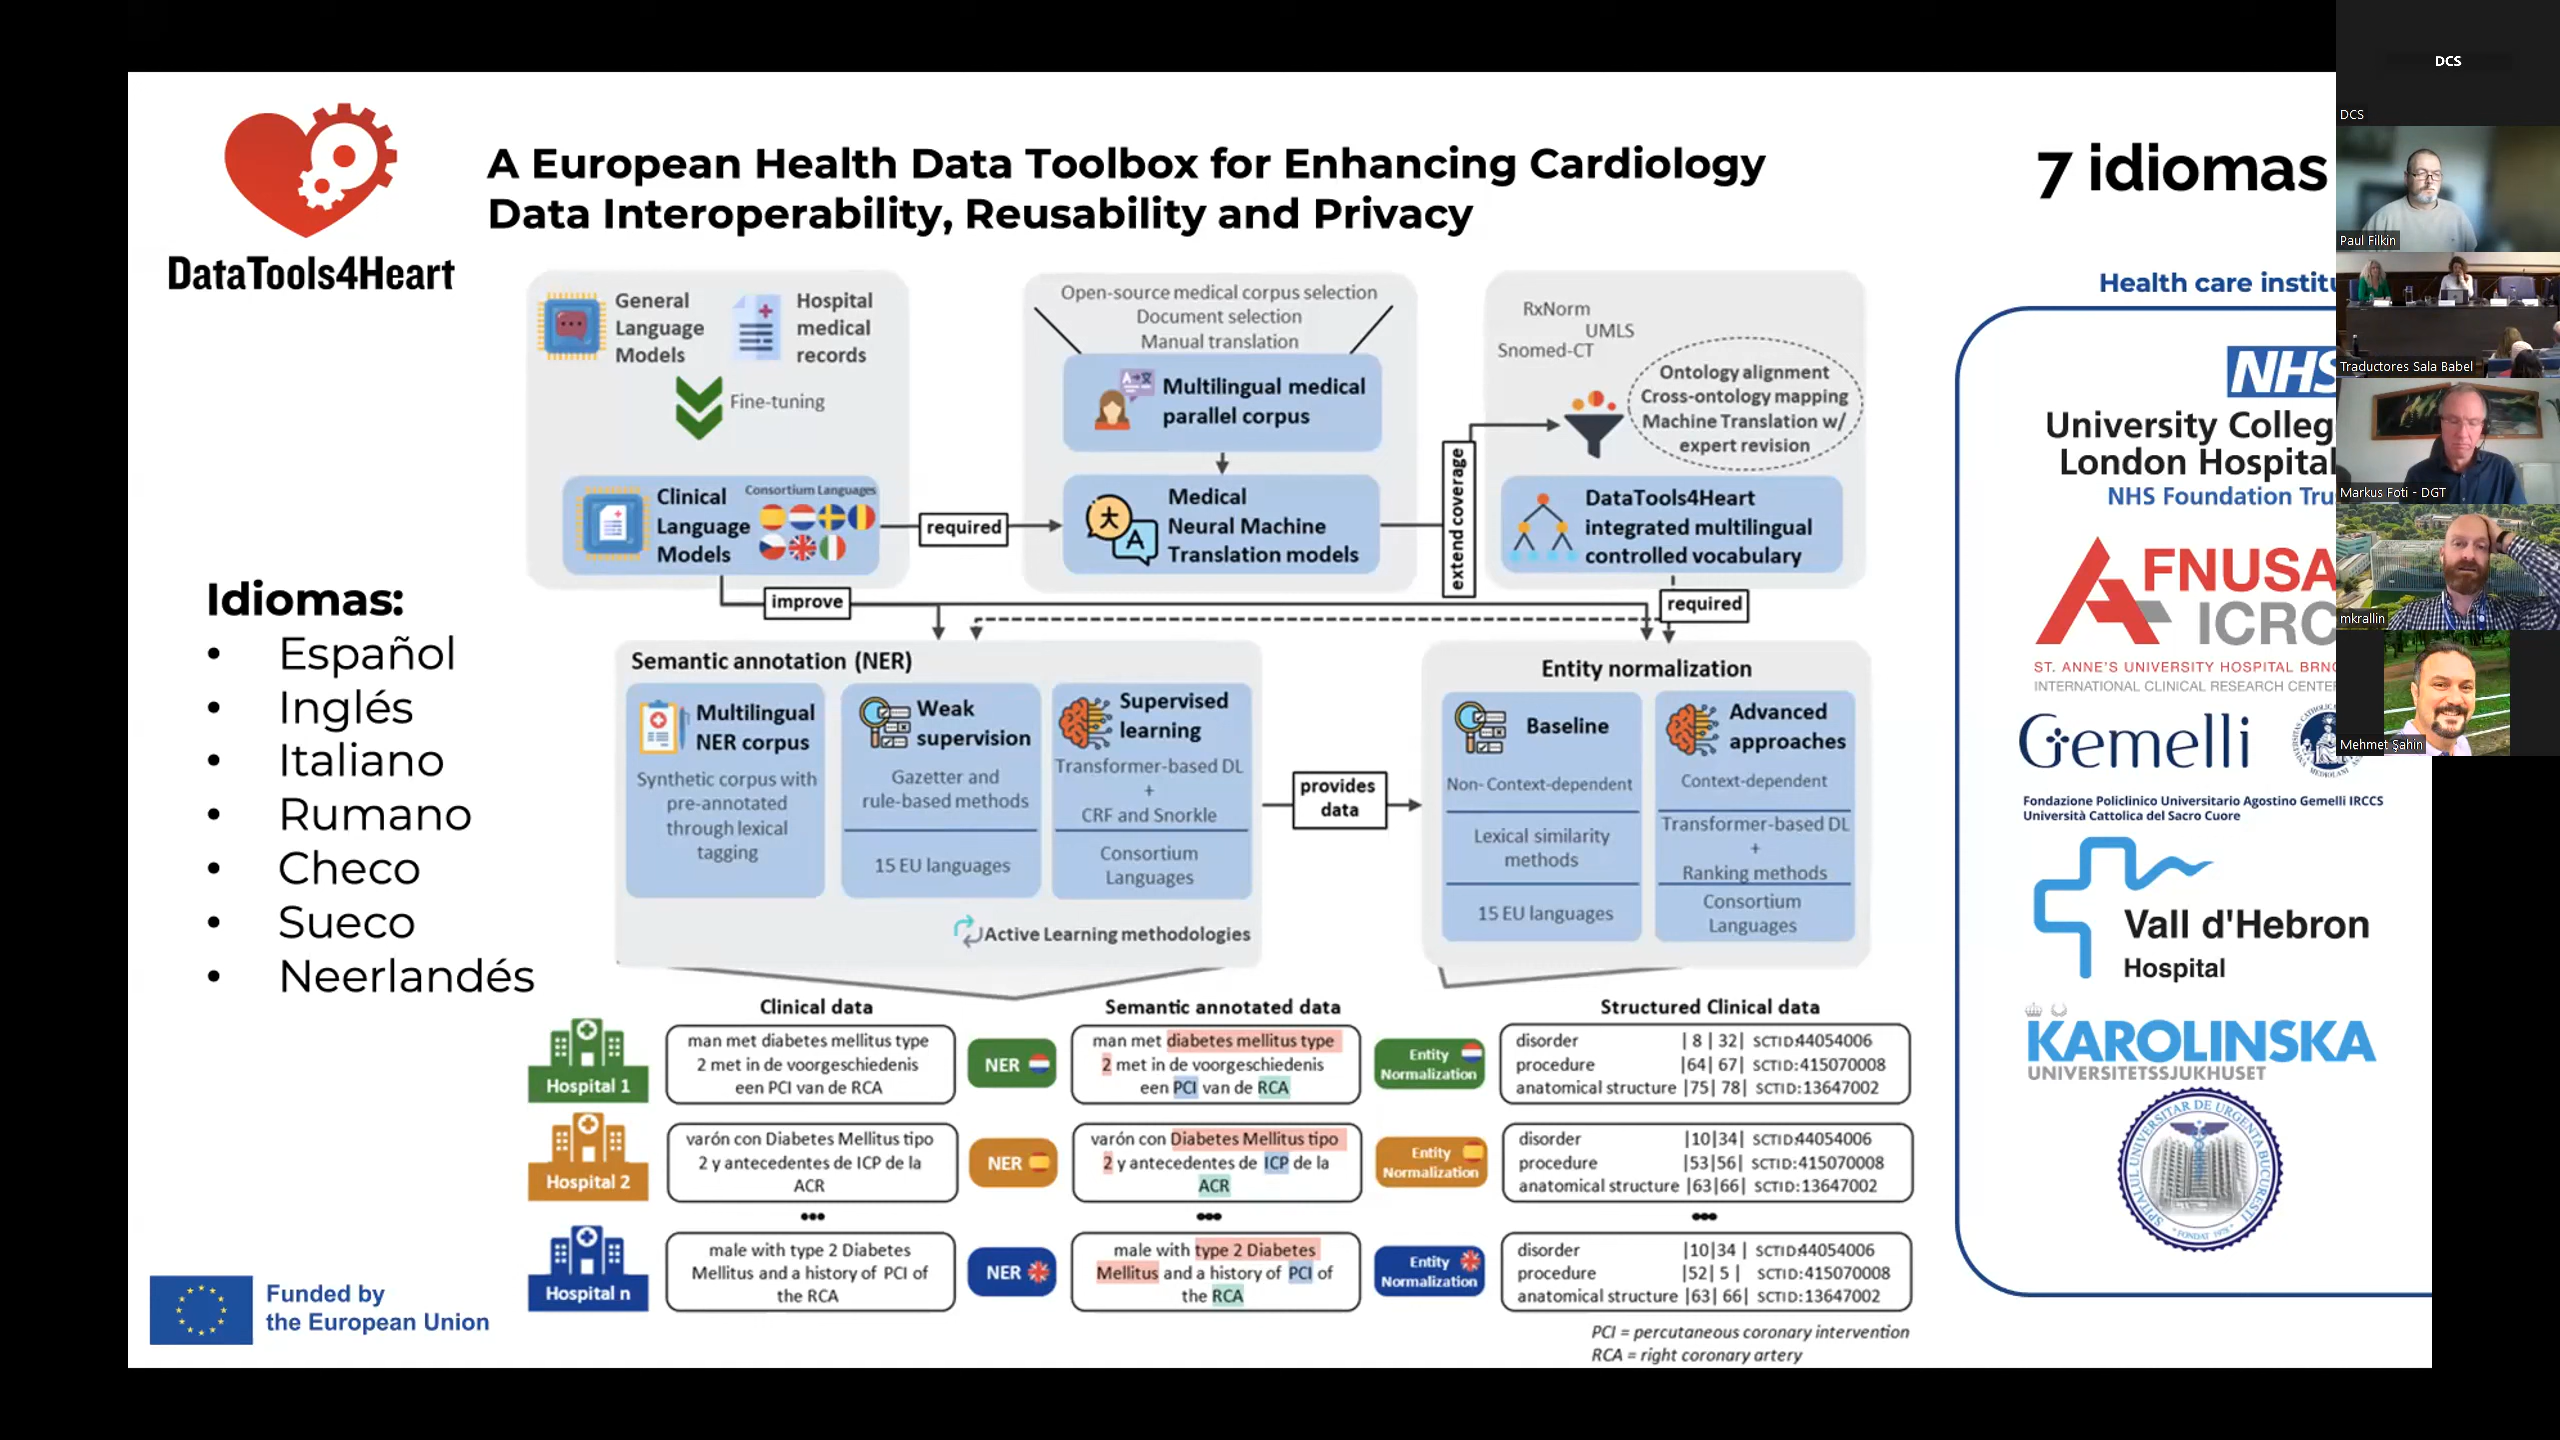 DataTools4Heart
A European Health Data Toolbox for Enhancing Cardiology
Data Interoperability, Reusability and Privacy
7 idiomas
Idiomas:
• Español
• Inglés
• Italiano
• Rumano
• Checo
• Sueco
• Neerlandés
Funded by
the European Union
General
Language
Models
Hospital
medical
records
Fine-tuning
Clinical
Language
Models
Consortium Languages
required
Open-source medical corpus selection
Document selection
Manual translation
Multilingual medical
parallel corpus
Medical
Neural Machine
Translation models
extend coverage
RxNorm
UMLS
Snomed-CT
Ontology alignment
Cross-ontology mapping
Machine Translation w/
expert revision
DataTools4Heart
integrated multilingual
controlled vocabulary
improve
required
Semantic annotation (NER)
Multilingual
NER corpus
Synthetic corpus with
pre-annotated
through lexical
tagging
Weak
supervision
Gazetter and
rule-based methods
15 EU languages
Supervised
learning
Transformer-based DL
+
CRF and Snorkle
Consortium
Languages
Active Learning methodologies
provides
data
Entity normalization
Baseline
Non- Context-dependent
Lexical similarity
methods
15 EU languages
Advanced
approaches
Context-dependent
Transformer-based DL
+
Ranking methods
Consortium
Languages
Clinical data
Semantic annotated data
Structured Clinical data
Hospital 1
man met diabetes mellitus type
2 met in de voorgeschiedenis
een PCI van de RCA
NER
man met diabetes mellitus type
2 met in de voorgeschiedenis
een PCI van de RCA
Entity
Normalization
disorder | 8 | 32| SCTID:44054006
procedure |64| 67| SCTID:415070008
anatomical structure |75| 78| SCTID:13647002
Hospital 2
varón con Diabetes Mellitus tipo
2 y antecedentes de ICP de la
ACR
NER
varón con Diabetes Mellitus tipo
2 y antecedentes de ICP de la
ACR
Entity
Normalization
disorder |10|34| SCTID:44054006
procedure |53|56| SCTID:415070008
anatomical structure |63|66| SCTID:13647002
•••
•••
•••
Hospital n
male with type 2 Diabetes
Mellitus and a history of PCI of
the RCA
NER
male with type 2 Diabetes
Mellitus and a history of PCI of
the RCA
Entity
Normalization
disorder |10|34 | SCTID:44054006
procedure |52| 5 | SCTID:415070008
anatomical structure |63| 66| SCTID:13647002
PCI = percutaneous coronary intervention
RCA = right coronary artery
Health care
NHS
University
London Hospital
NHS Foundation
FNUSA
ICRC
ST. ANNE'S UNIVERSITY HOSPITAL
INTERNATIONAL CLINICAL RESEARCH
Gemelli
Fondazione Policlinico Universitario Agostino Gemelli IRCCS
Università Cattolica del Sacro Cuore
Vall d'Hebron
Hospital
KAROLINSKA
UNIVERSITETSSJUKHUSET
SPITALUL UNIVERSITAR DE URGENTA BUCURESTI
DCS
DCS
Paul Filkin
Traductores Sala Babel
Markus Foti - DGT
mkrallin
Mehmet Şahin